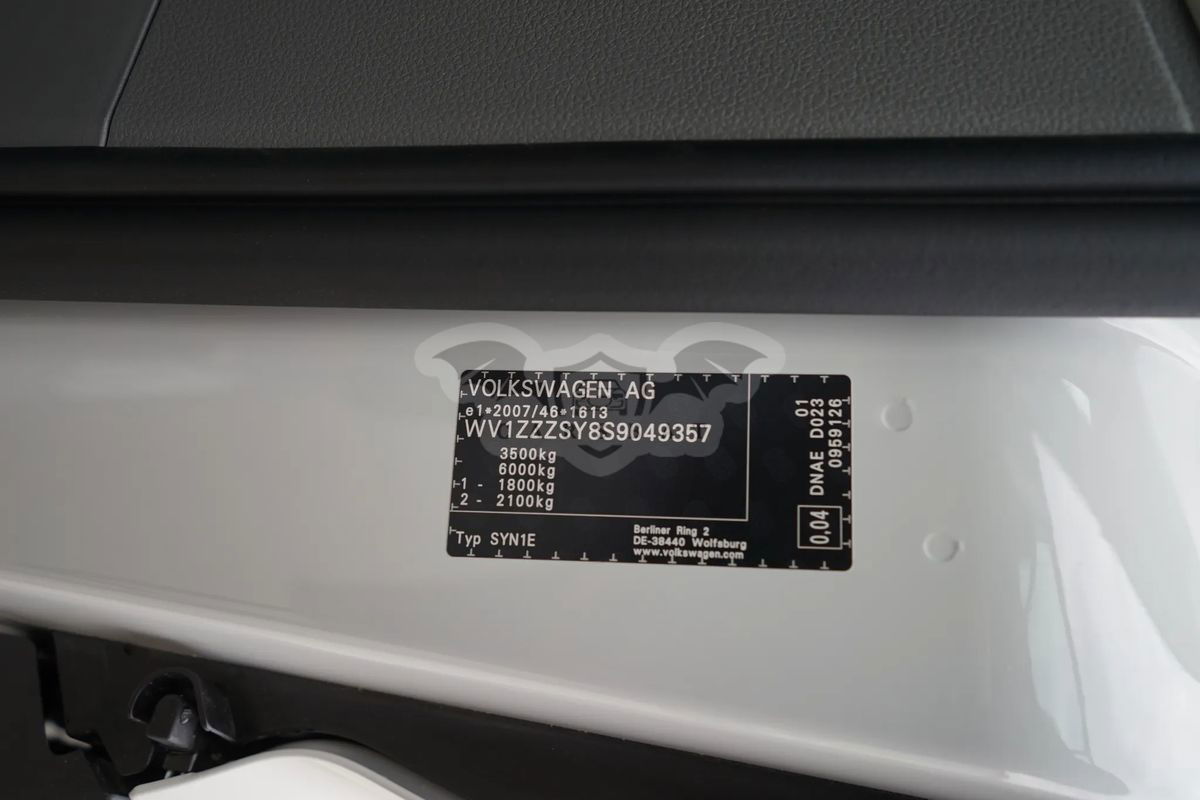 VOLKSWAGEN AG
e1*2007/46*1613
WV1ZZZSY8S9049357
3500kg
6000kg
1 - 1800kg
2 - 2100kg
Typ SYN1E
Berliner Ring 2
DE-38440 Wolfsburg
www.volkswagen.com
01
DNAE D023
0959126
0,04